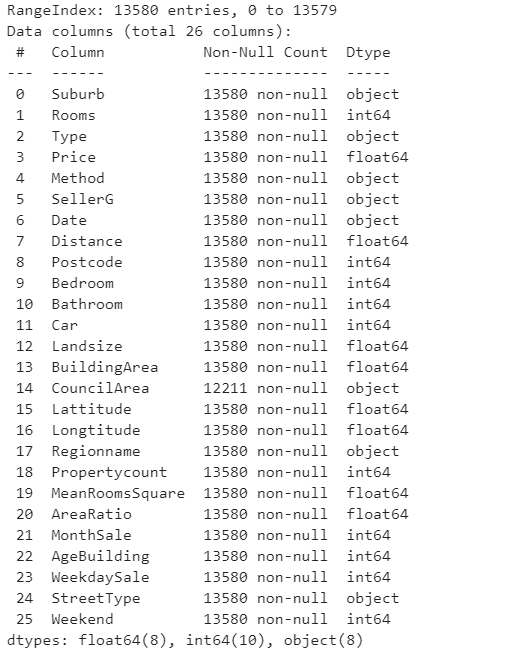 RangeIndex: 13580 entries, 0 to 13579
Data columns (total 26 columns):
 #   Column           Non-Null Count  Dtype
---  ------           --------------  -----
 0   Suburb           13580 non-null  object
 1   Rooms            13580 non-null  int64
 2   Type             13580 non-null  object
 3   Price            13580 non-null  float64
 4   Method           13580 non-null  object
 5   SellerG          13580 non-null  object
 6   Date             13580 non-null  object
 7   Distance         13580 non-null  float64
 8   Postcode         13580 non-null  int64
 9   Bedroom          13580 non-null  int64
 10  Bathroom         13580 non-null  int64
 11  Car              13580 non-null  int64
 12  Landsize         13580 non-null  float64
 13  BuildingArea     13580 non-null  float64
 14  CouncilArea      12211 non-null  object
 15  Lattitude        13580 non-null  float64
 16  Longtitude       13580 non-null  float64
 17  Regionname       13580 non-null  object
 18  Propertycount    13580 non-null  int64
 19  MeanRoomsSquare  13580 non-null  float64
 20  AreaRatio        13580 non-null  float64
 21  MonthSale        13580 non-null  int64
 22  AgeBuilding      13580 non-null  int64
 23  WeekdaySale      13580 non-null  int64
 24  StreetType       13580 non-null  object
 25  Weekend          13580 non-null  int64
dtypes: float64(8), int64(10), object(8)